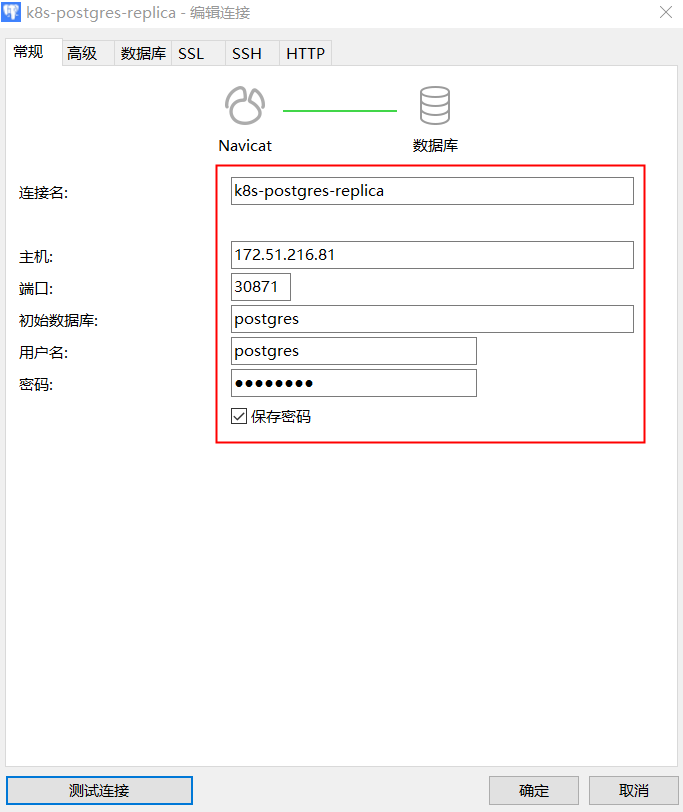 k8s-postgres-replica - 编辑连接
常规 高级 数据库 SSL SSH HTTP
Navicat 数据库
连接名: k8s-postgres-replica
主机: 172.51.216.81
端口: 30871
初始数据库: postgres
用户名: postgres
密码: ●●●●●●●●
保存密码
测试连接 确定 取消